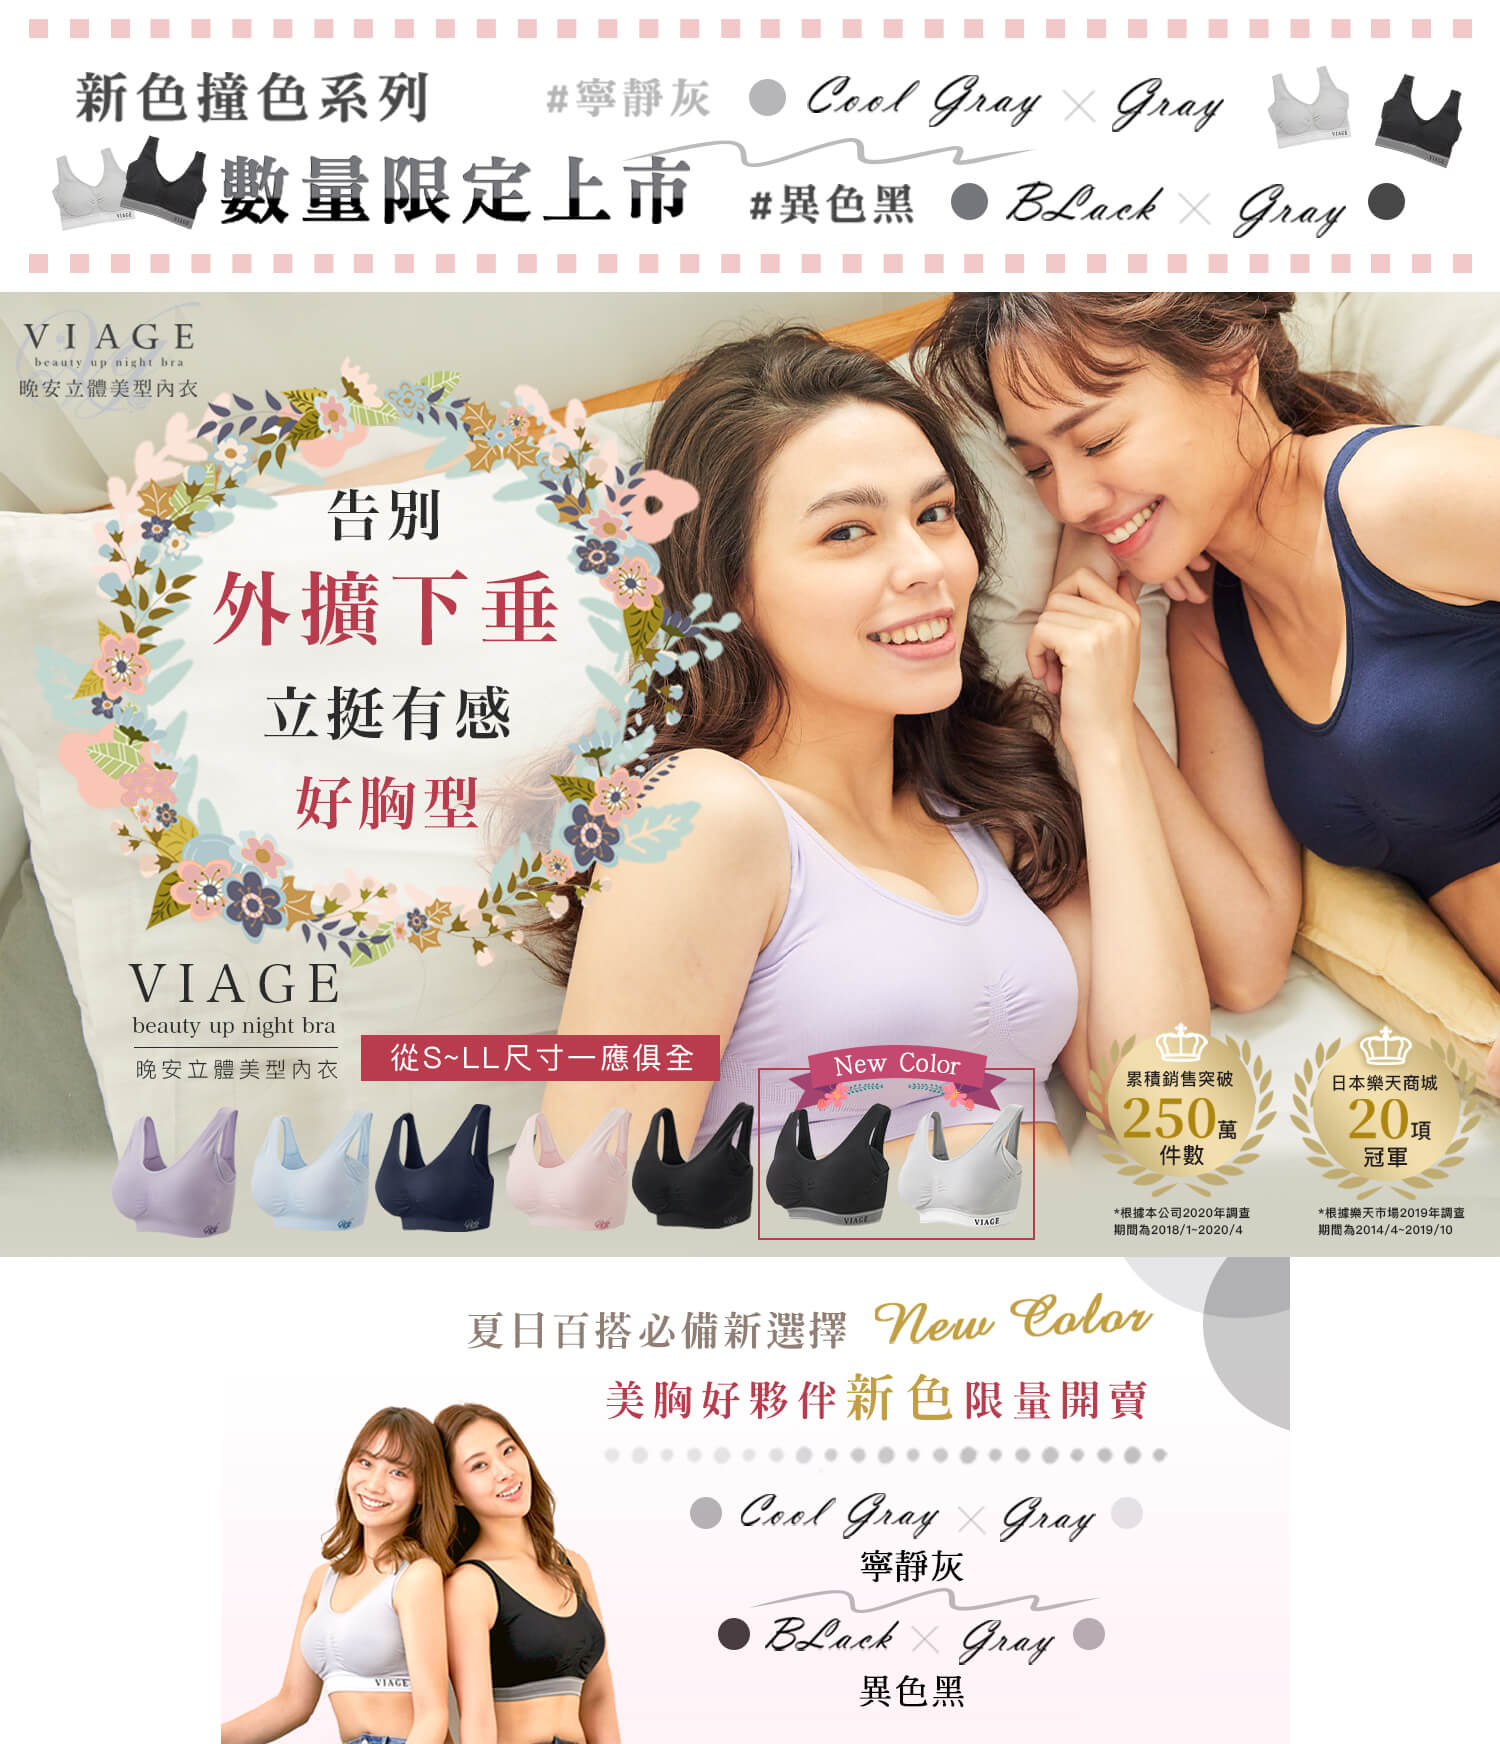 新色撞色系列
#寧靜灰 Cool Gray × Gray
數量限定上市
#異色黑 BLack × Gray
VIAGE
VIAGE
VIAGE
VIAGE
VIAGE
beauty up night bra
晚安立體美型內衣
告別
外擴下垂
立挺有感
好胸型
VIAGE
beauty up night bra
晚安立體美型內衣
從S~LL尺寸一應俱全
New Color
VIAGE
VIAGE
累積銷售突破
250萬
件數
*根據本公司2020年調查
期間為2018/1~2020/4
日本樂天商城
20項
冠軍
*根據樂天市場2019年調查
期間為2014/4~2019/10
夏日百搭必備新選擇 New Color
美胸好夥伴新色限量開賣
Cool Gray × Gray
寧靜灰
BLack × Gray
異色黑
VIAGE